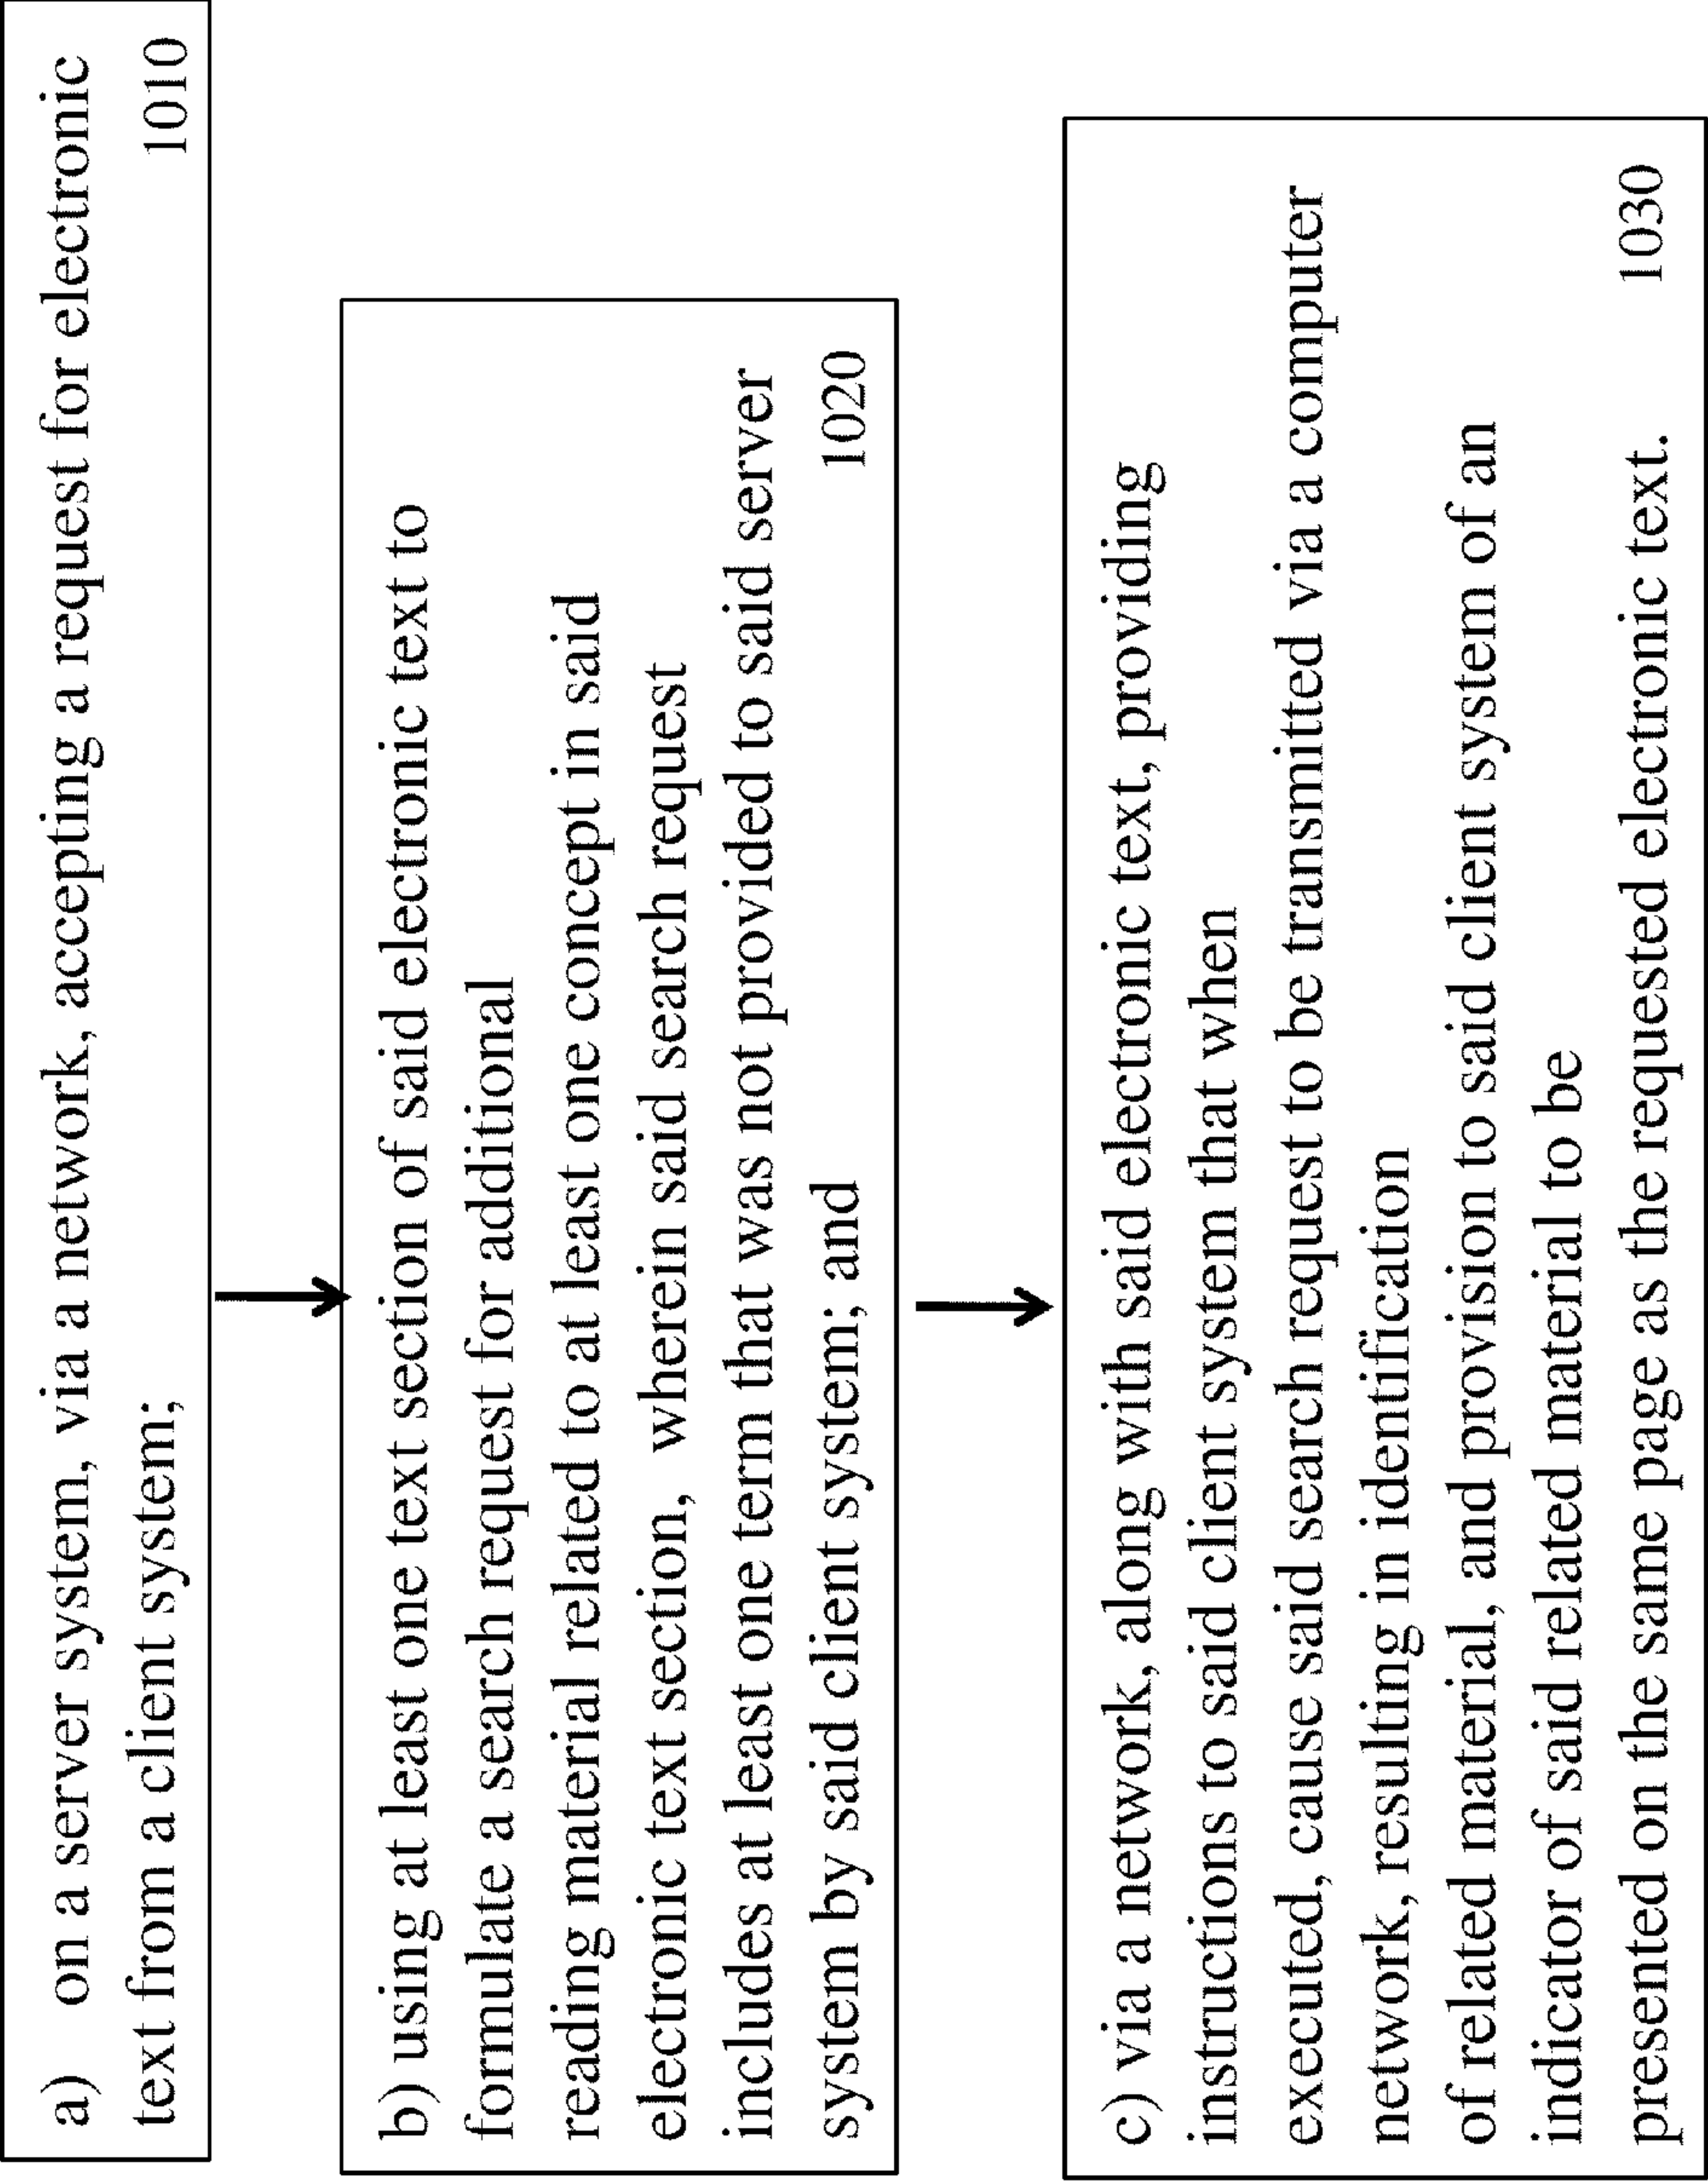 a) on a server system, via a network, accepting a request for electronic
text from a client system;
1010
b) using at least one text section of said electronic text to
formulate a search request for additional
reading material related to at least one concept in said
electronic text section, wherein said search request
includes at least one term that was not provided to said server
system by said client system; and
1020
c) via a network, along with said electronic text, providing
instructions to said client system that when
executed, cause said search request to be transmitted via a computer
network, resulting in identification
of related material, and provision to said client system of an
indicator of said related material to be
presented on the same page as the requested electronic text.
1030